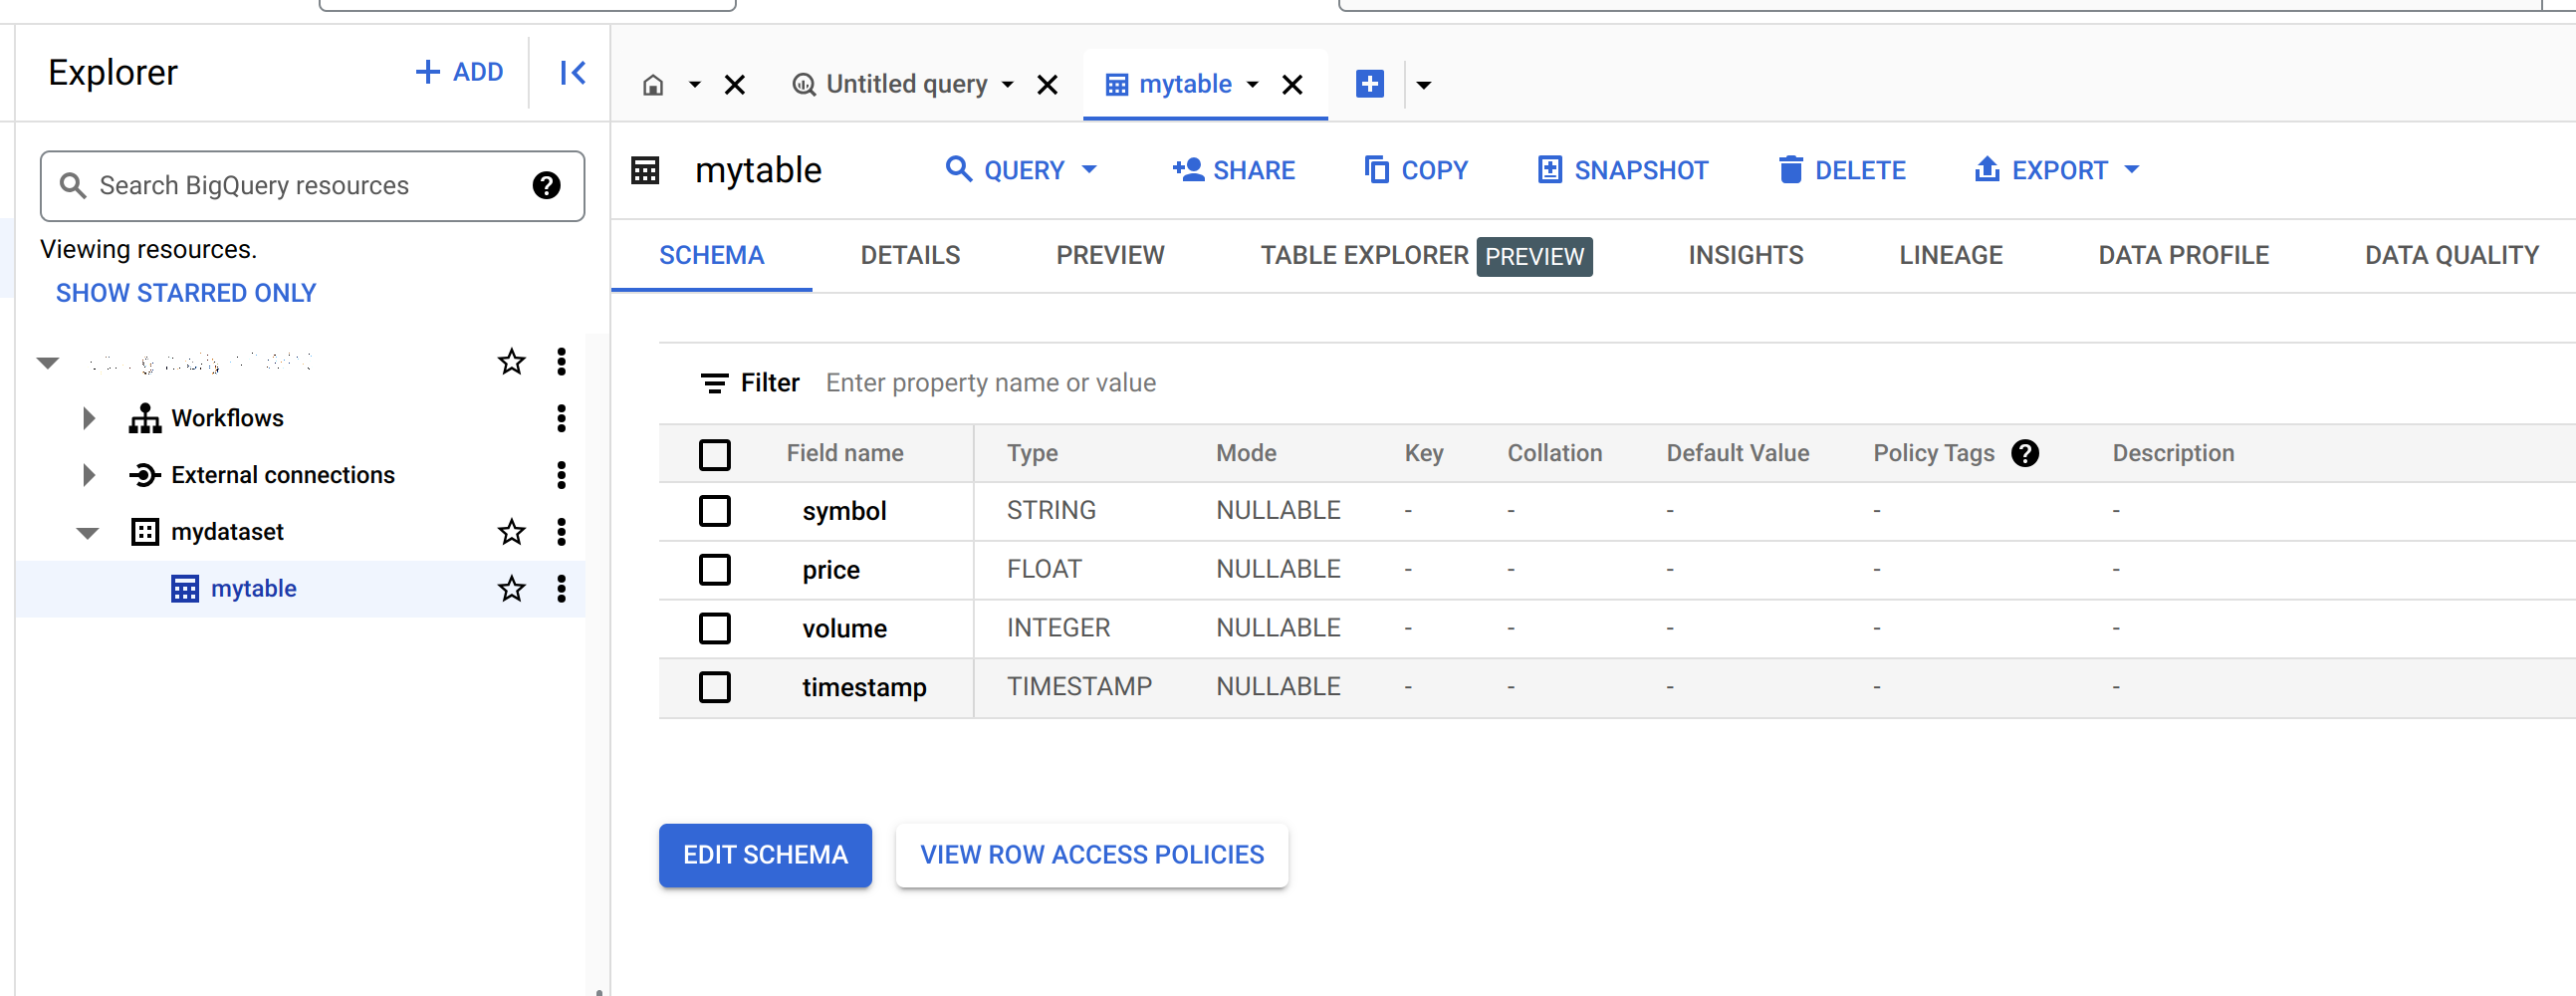 Explorer
+ ADD
Untitled query
mytable
Search BigQuery resources
Viewing resources.
SHOW STARRED ONLY
Workflows
External connections
mydataset
mytable
mytable
QUERY
SHARE
COPY
SNAPSHOT
DELETE
EXPORT
SCHEMA DETAILS PREVIEW TABLE EXPLORER PREVIEW INSIGHTS LINEAGE DATA PROFILE DATA QUALITY
Filter Enter property name or value
Field name Type Mode Key Collation Default Value Policy Tags Description
symbol STRING NULLABLE - - - - -
price FLOAT NULLABLE - - - - -
volume INTEGER NULLABLE - - - - -
timestamp TIMESTAMP NULLABLE - - - - -
EDIT SCHEMA
VIEW ROW ACCESS POLICIES